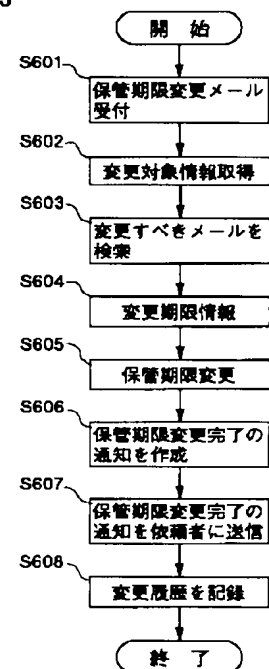 開 始
S601
保管期限変更メール
受付
S602
変更対象情報取得
S603
変更すべきメールを
検索
S604
変更期限情報
S605
保管期限変更
S606
保管期限変更完了の
通知を作成
S607
保管期限変更完了の
通知を依頼者に送信
S608
変更履歴を記録
終 了